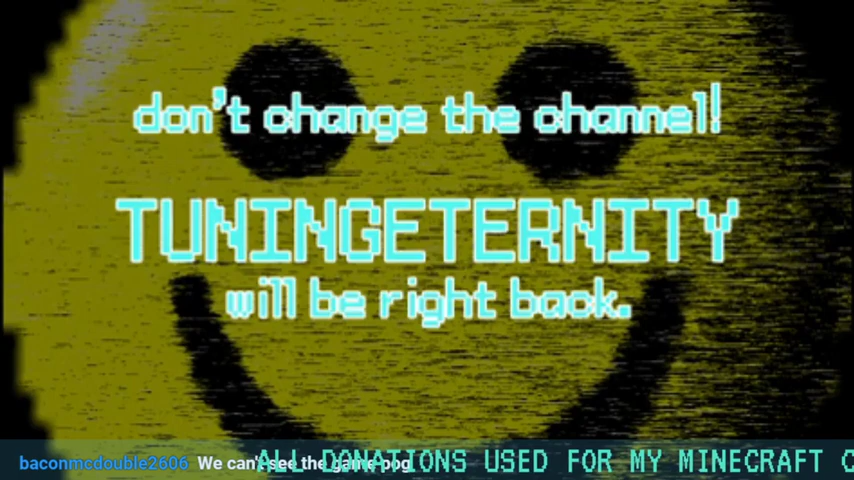 don't change the channel!
TUNINGETERNITY
will be right back.
baconmcdouble2606 We can't see the game pog
ALL DONATIONS USED FOR MY MINECRAFT C